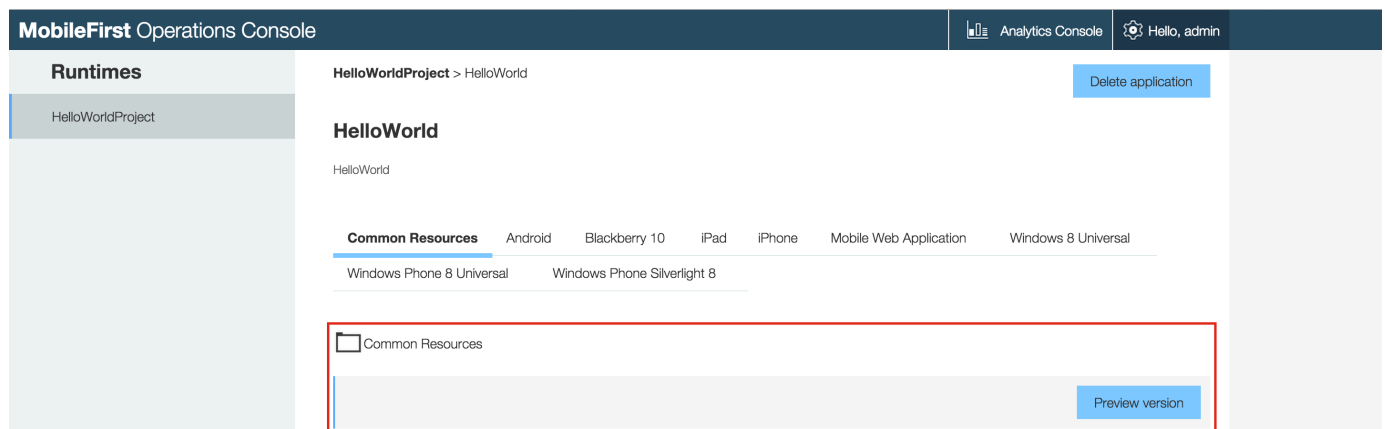 MobileFirst Operations Console
Analytics Console
Hello, admin
Runtimes
HelloWorldProject
HelloWorldProject > HelloWorld
Delete application
HelloWorld
HelloWorld
Common Resources Android Blackberry 10 iPad iPhone Mobile Web Application Windows 8 Universal
Windows Phone 8 Universal Windows Phone Silverlight 8
Common Resources
Preview version